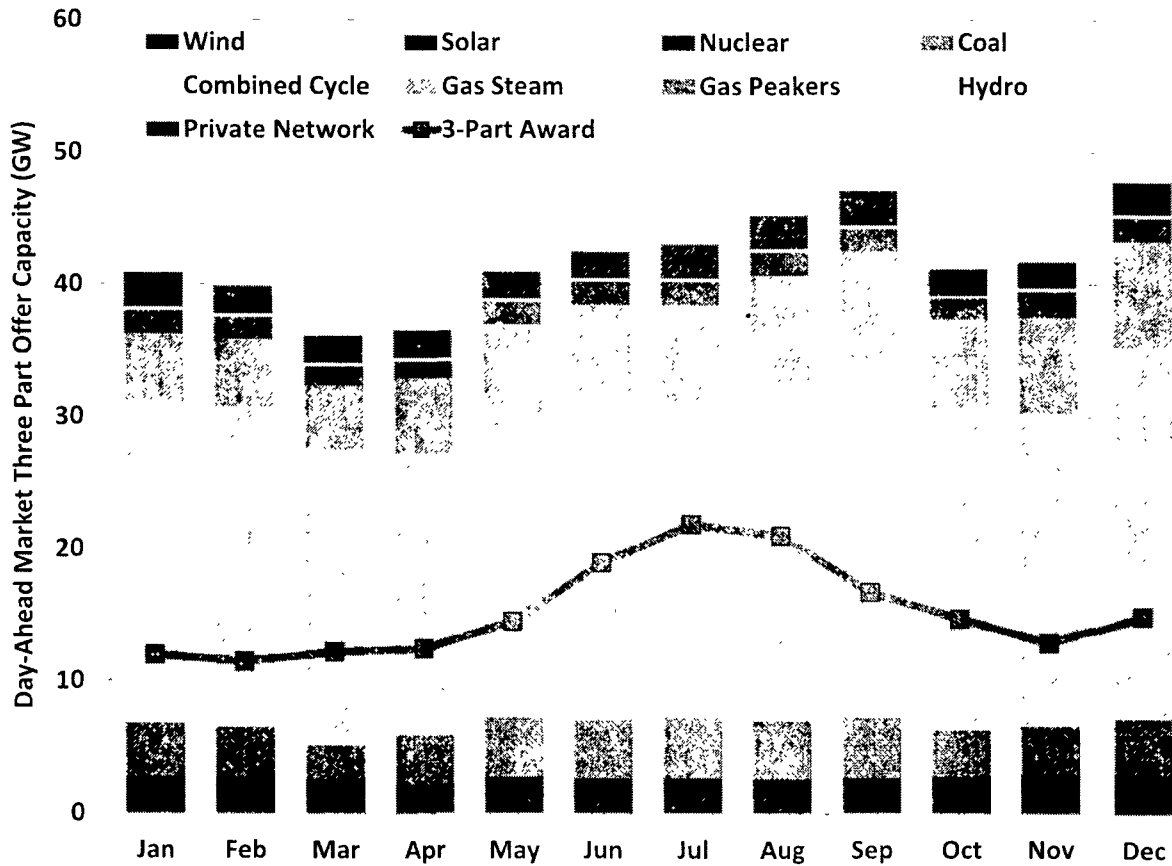 60
Wind Solar Nuclear Coal
Combined Cycle Gas Steam Gas Peakers Hydro
Private Network 3-Part Award
50
40
30
20
10
0
Day-Ahead Market Three Part Offer Capacity (GW)
Jan Feb Mar Apr May Jun Jul Aug Sep Oct Nov Dec